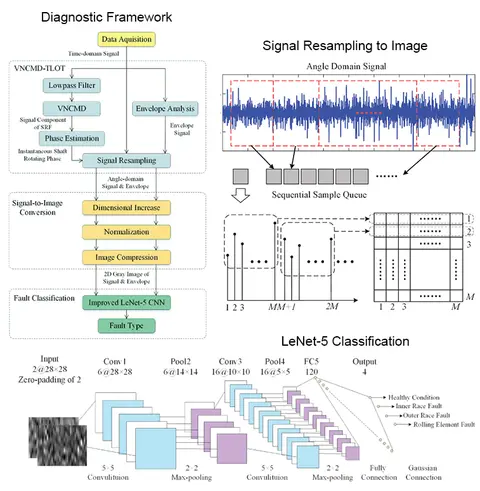 Diagnostic Framework
Data Aquisition
Time-domain Signal
VNCMD-TLOT
Lowpass Filter
VNCMD
Envelope Analysis
Signal Component
of SRF
Envelope
Signal
Phase Estimation
Instantaneous Shaft
Rotating Phase
Signal Resampling
Angle-domain
Signal & Envelope
Signal-to-Image
Conversion
Dimensional Increase
Normalization
Image Compression
2D Gray Image of
Signal & Envelope
Fault Classification
Improved LeNet-5 CNN
Fault Type
Signal Resampling to Image
Angle Domain Signal
Sequential Sample Queue
1 2 3 M M+1 2M
1
2
3
M
1 2 3 M
LeNet-5 Classification
Input Conv 1 Pool2 Conv 3 Pool4 FC5 Output
2@28×28 6@28×28 6@14×14 16@10×10 16@5×5 120 4
Zero-padding of 2
Healthy Condition
Inner Race Fault
Outer Race Fault
Rolling Element Fault
5×5 2×2 5×5 2×2 Fully Gaussian
Convulituion Max-pooling Convulituion Max-pooling Connection Connection